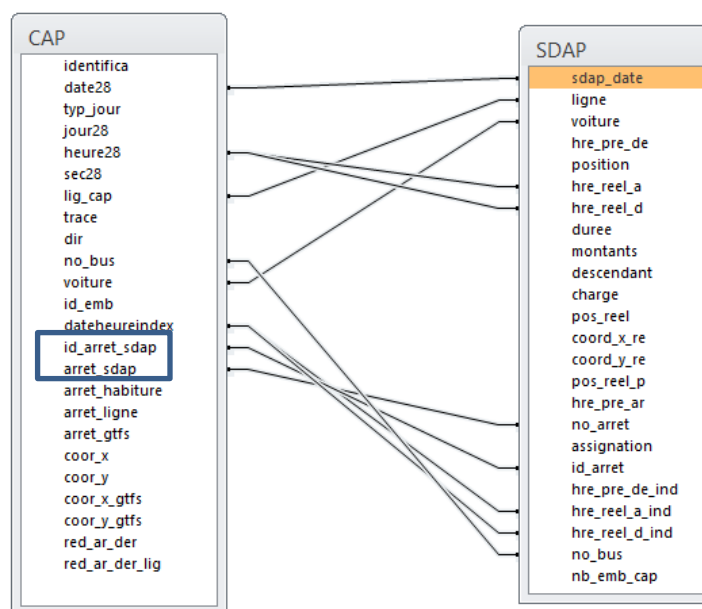 CAP
identifica
date28
typ_jour
jour28
heure28
sec28
lig_cap
trace
dir
no_bus
voiture
id_emb
dateheureindex
id_arret_sdap
arret_sdap
arret_habiture
arret_ligne
arret_gtfs
coor_x
coor_y
coor_x_gtfs
coor_y_gtfs
red_ar_der
red_ar_der_lig
SDAP
sdap_date
ligne
voiture
hre_pre_de
position
hre_reel_a
hre_reel_d
duree
montants
descendant
charge
pos_reel
coord_x_re
coord_y_re
pos_reel_p
hre_pre_ar
no_arret
assignation
id_arret
hre_pre_de_ind
hre_reel_a_ind
hre_reel_d_ind
no_bus
nb_emb_cap